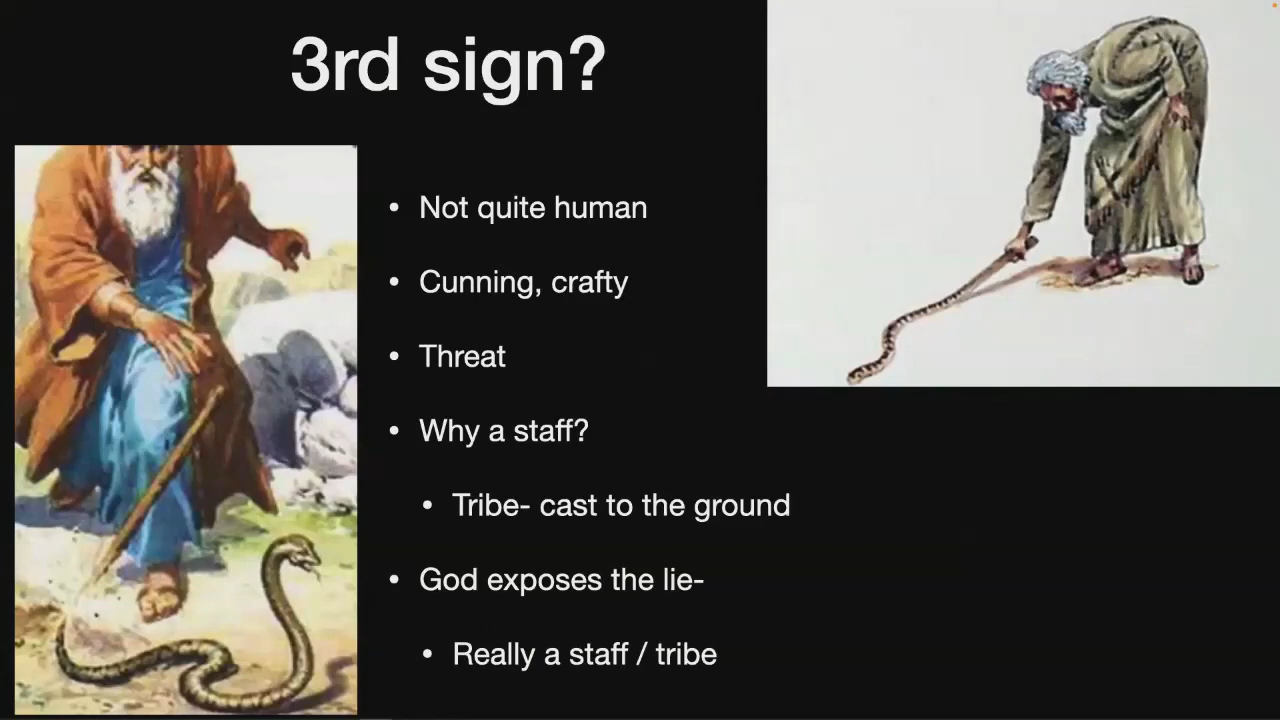 3rd sign?
• Not quite human
• Cunning, crafty
• Threat
• Why a staff?
• Tribe- cast to the ground
• God exposes the lie-
• Really a staff / tribe